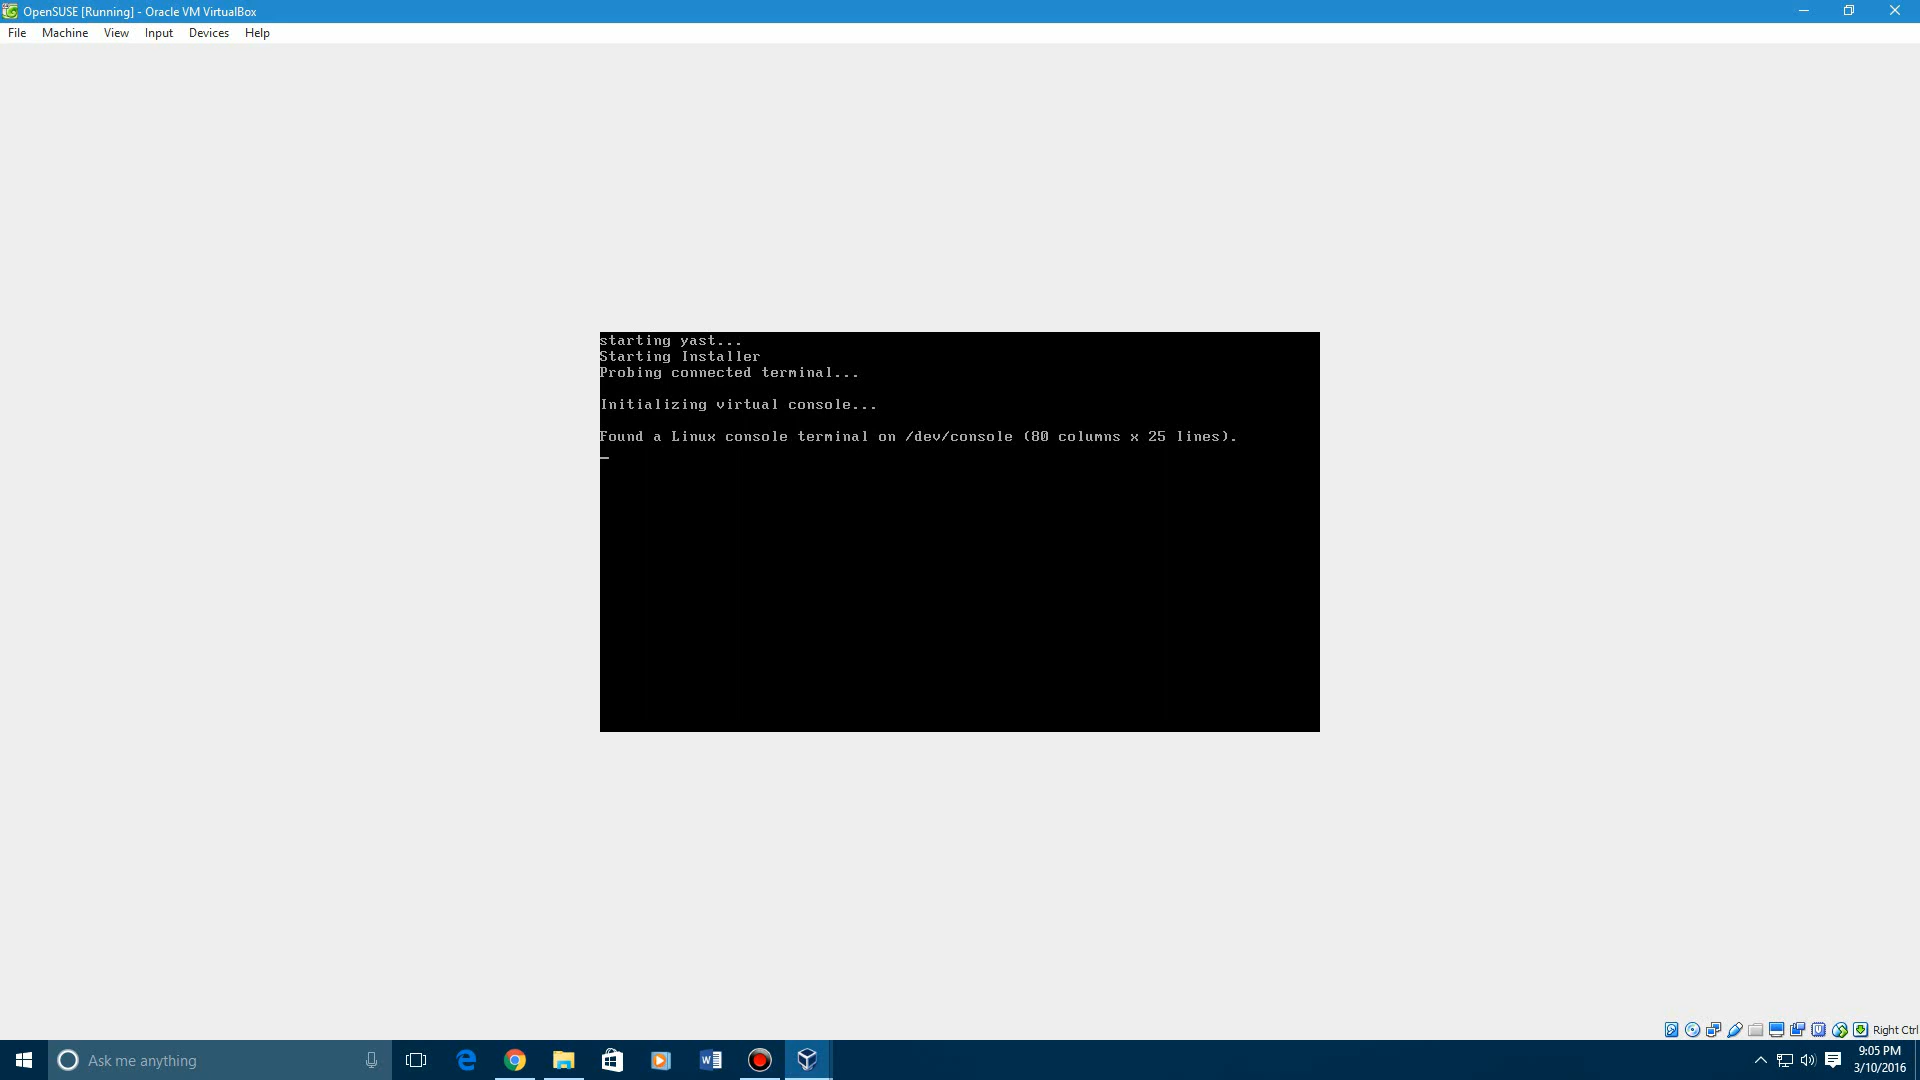 OpenSUSE [Running] - Oracle VM VirtualBox
File Machine View Input Devices Help
starting yast...
Starting Installer
Probing connected terminal...
Initializing virtual console...
Found a Linux console terminal on /dev/console (80 columns x 25 lines).
Right Ctrl
Ask me anything
9:05 PM
3/10/2016